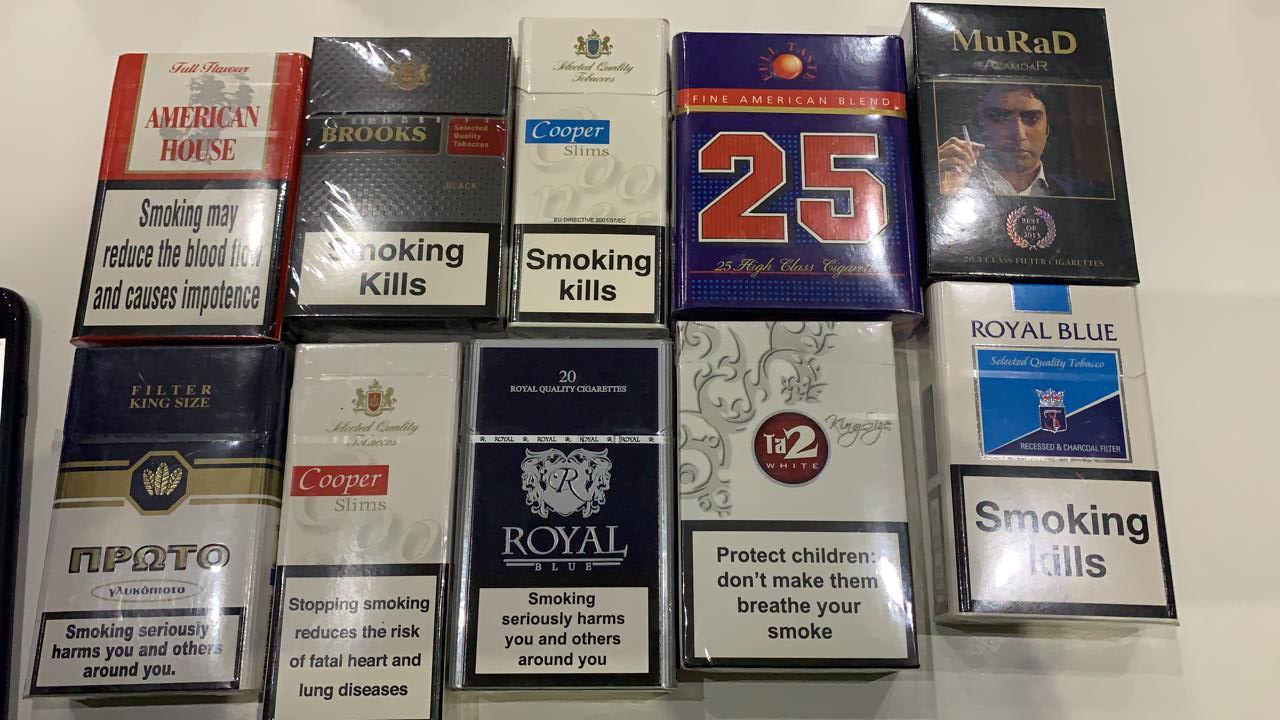 Full Flavour
AMERICAN
HOUSE
Smoking may
reduce the blood flow
and causes impotence
BROOKS
Selected
Quality
Tobaccos
BLACK
Smoking
Kills
Selected Quality
Tobaccos
Cooper
Slims
EU DIRECTIVE 2001/37/EC
Smoking
kills
FULL TASTE
FINE AMERICAN BLEND
25
25 High Class Cigarettes
MuRaD
ALAMDAR
BEST
OF
2013
20 A CLASS FILTER CIGARETTES
FILTER
KING SIZE
ΠΡΩΤΟ
γλυκόποτο
Smoking seriously
harms you and others
around you.
Selected Quality
Tobaccos
Cooper
Slims
Stopping smoking
reduces the risk
of fatal heart and
lung diseases
20
ROYAL QUALITY CIGARETTES
ROYAL ROYAL ROYAL ROYAL
R
ROYAL
BLUE
Smoking
seriously harms
you and others
around you
Ta2
WHITE
King Size
Protect children:
don't make them
breathe your
smoke
ROYAL BLUE
Selected Quality Tobacco
RECESSED & CHARCOAL FILTER
Smoking
kills